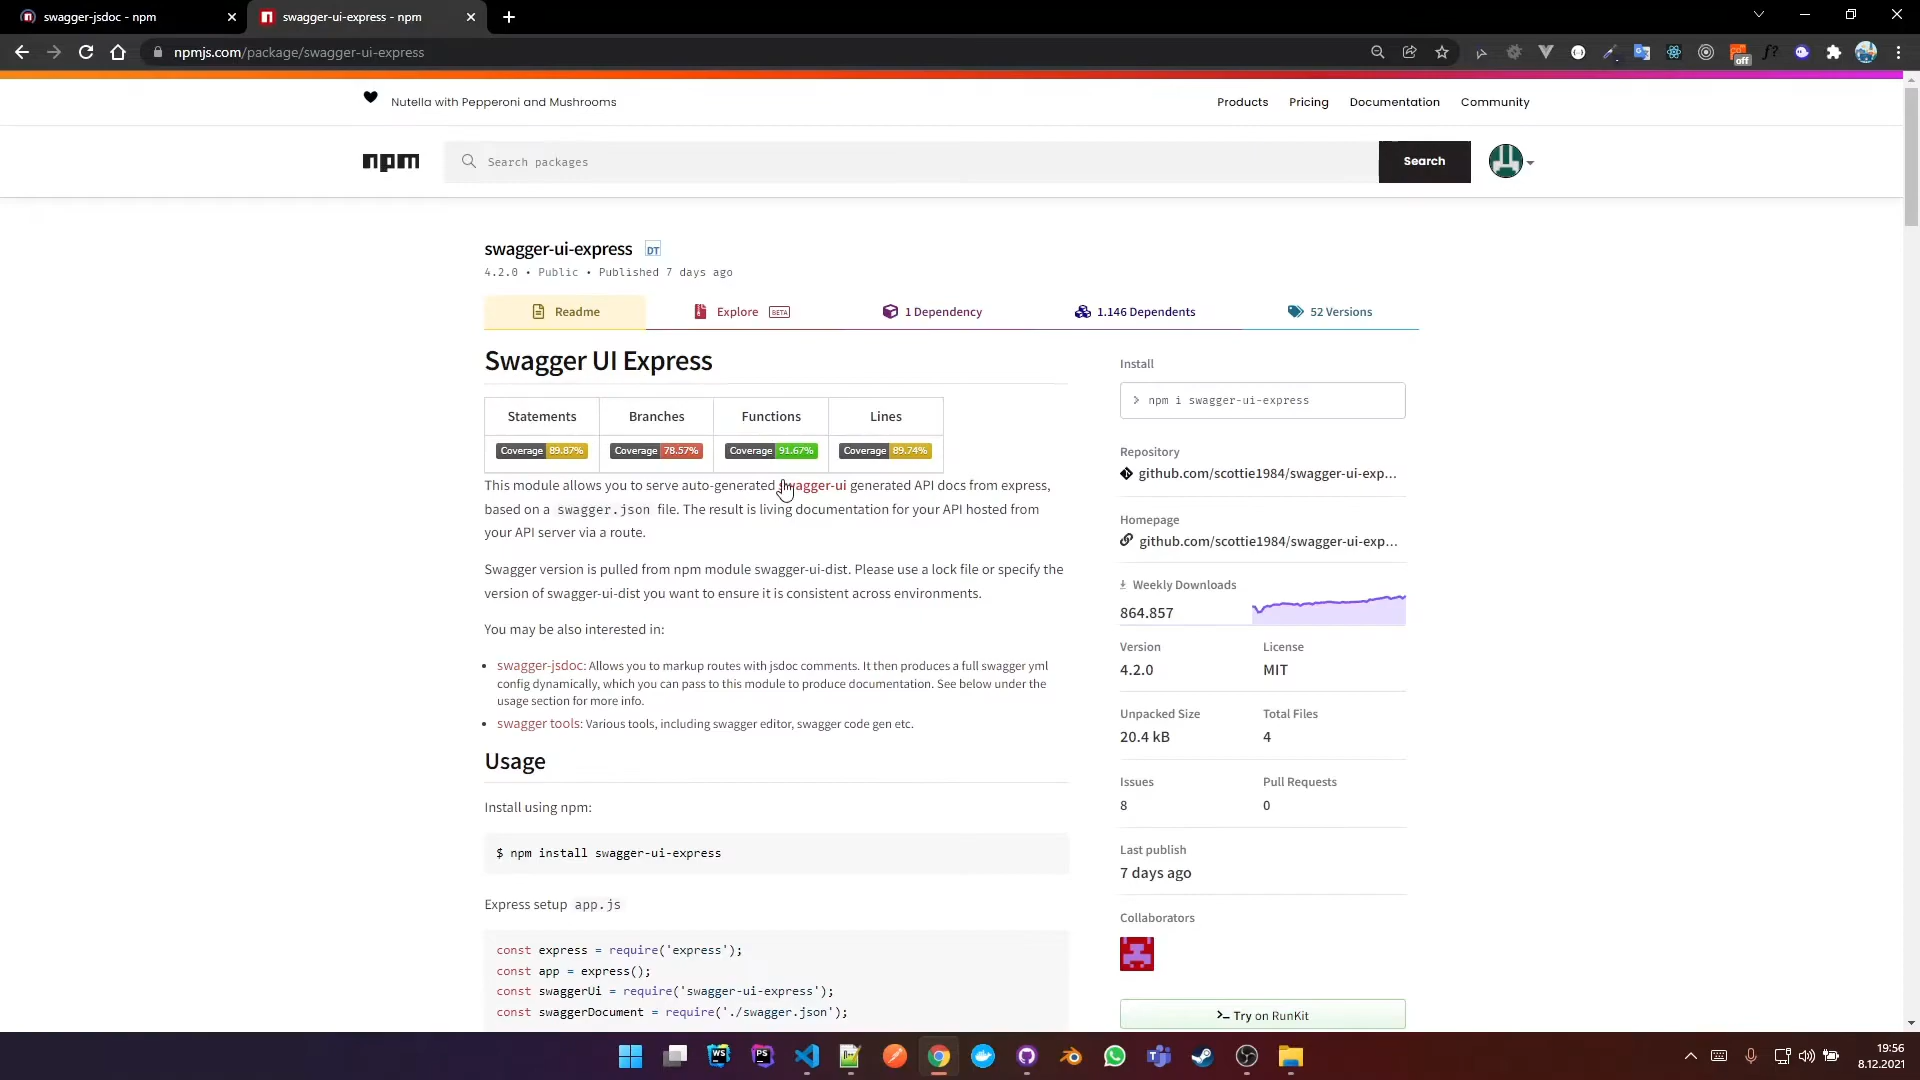 swagger-jsdoc - npm
swagger-ui-express - npm
npmjs.com/package/swagger-ui-express
off
f?
Nutella with Pepperoni and Mushrooms
Products Pricing Documentation Community
npm
Search packages
Search
swagger-ui-express DT
4.2.0 • Public • Published 7 days ago
Readme
Explore BETA
1 Dependency
1.146 Dependents
52 Versions
Swagger UI Express
Statements Branches Functions Lines
Coverage 89.87% Coverage 78.57% Coverage 91.67% Coverage 89.74%
This module allows you to serve auto-generated swagger-ui generated API docs from express,
based on a swagger.json file. The result is living documentation for your API hosted from
your API server via a route.
Swagger version is pulled from npm module swagger-ui-dist. Please use a lock file or specify the
version of swagger-ui-dist you want to ensure it is consistent across environments.
You may be also interested in:
• swagger-jsdoc: Allows you to markup routes with jsdoc comments. It then produces a full swagger yml
config dynamically, which you can pass to this module to produce documentation. See below under the
usage section for more info.
• swagger tools: Various tools, including swagger editor, swagger code gen etc.
Usage
Install using npm:
$ npm install swagger-ui-express
Express setup app.js
const express = require('express');
const app = express();
const swaggerUi = require('swagger-ui-express');
const swaggerDocument = require('./swagger.json');
Install
> npm i swagger-ui-express
Repository
github.com/scottie1984/swagger-ui-exp...
Homepage
github.com/scottie1984/swagger-ui-exp...
Weekly Downloads
864.857
Version License
4.2.0 MIT
Unpacked Size Total Files
20.4 kB 4
Issues Pull Requests
8 0
Last publish
7 days ago
Collaborators
>_ Try on RunKit
WS
PS
19:56
8.12.2021